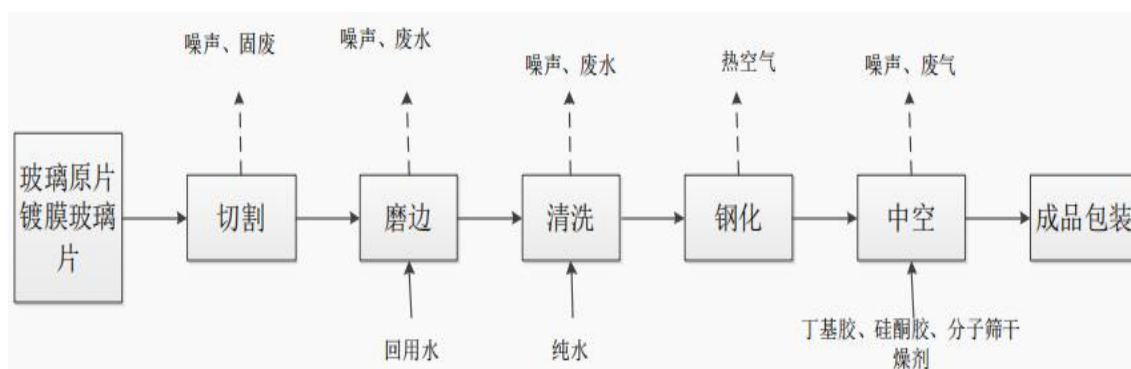 噪声、固废
噪声、废水
噪声、废水
热空气
噪声、废气
玻璃原片
镀膜玻璃
片
切割
磨边
清洗
钢化
中空
成品包装
回用水
纯水
丁基胶、硅酮胶、分子筛干
燥剂